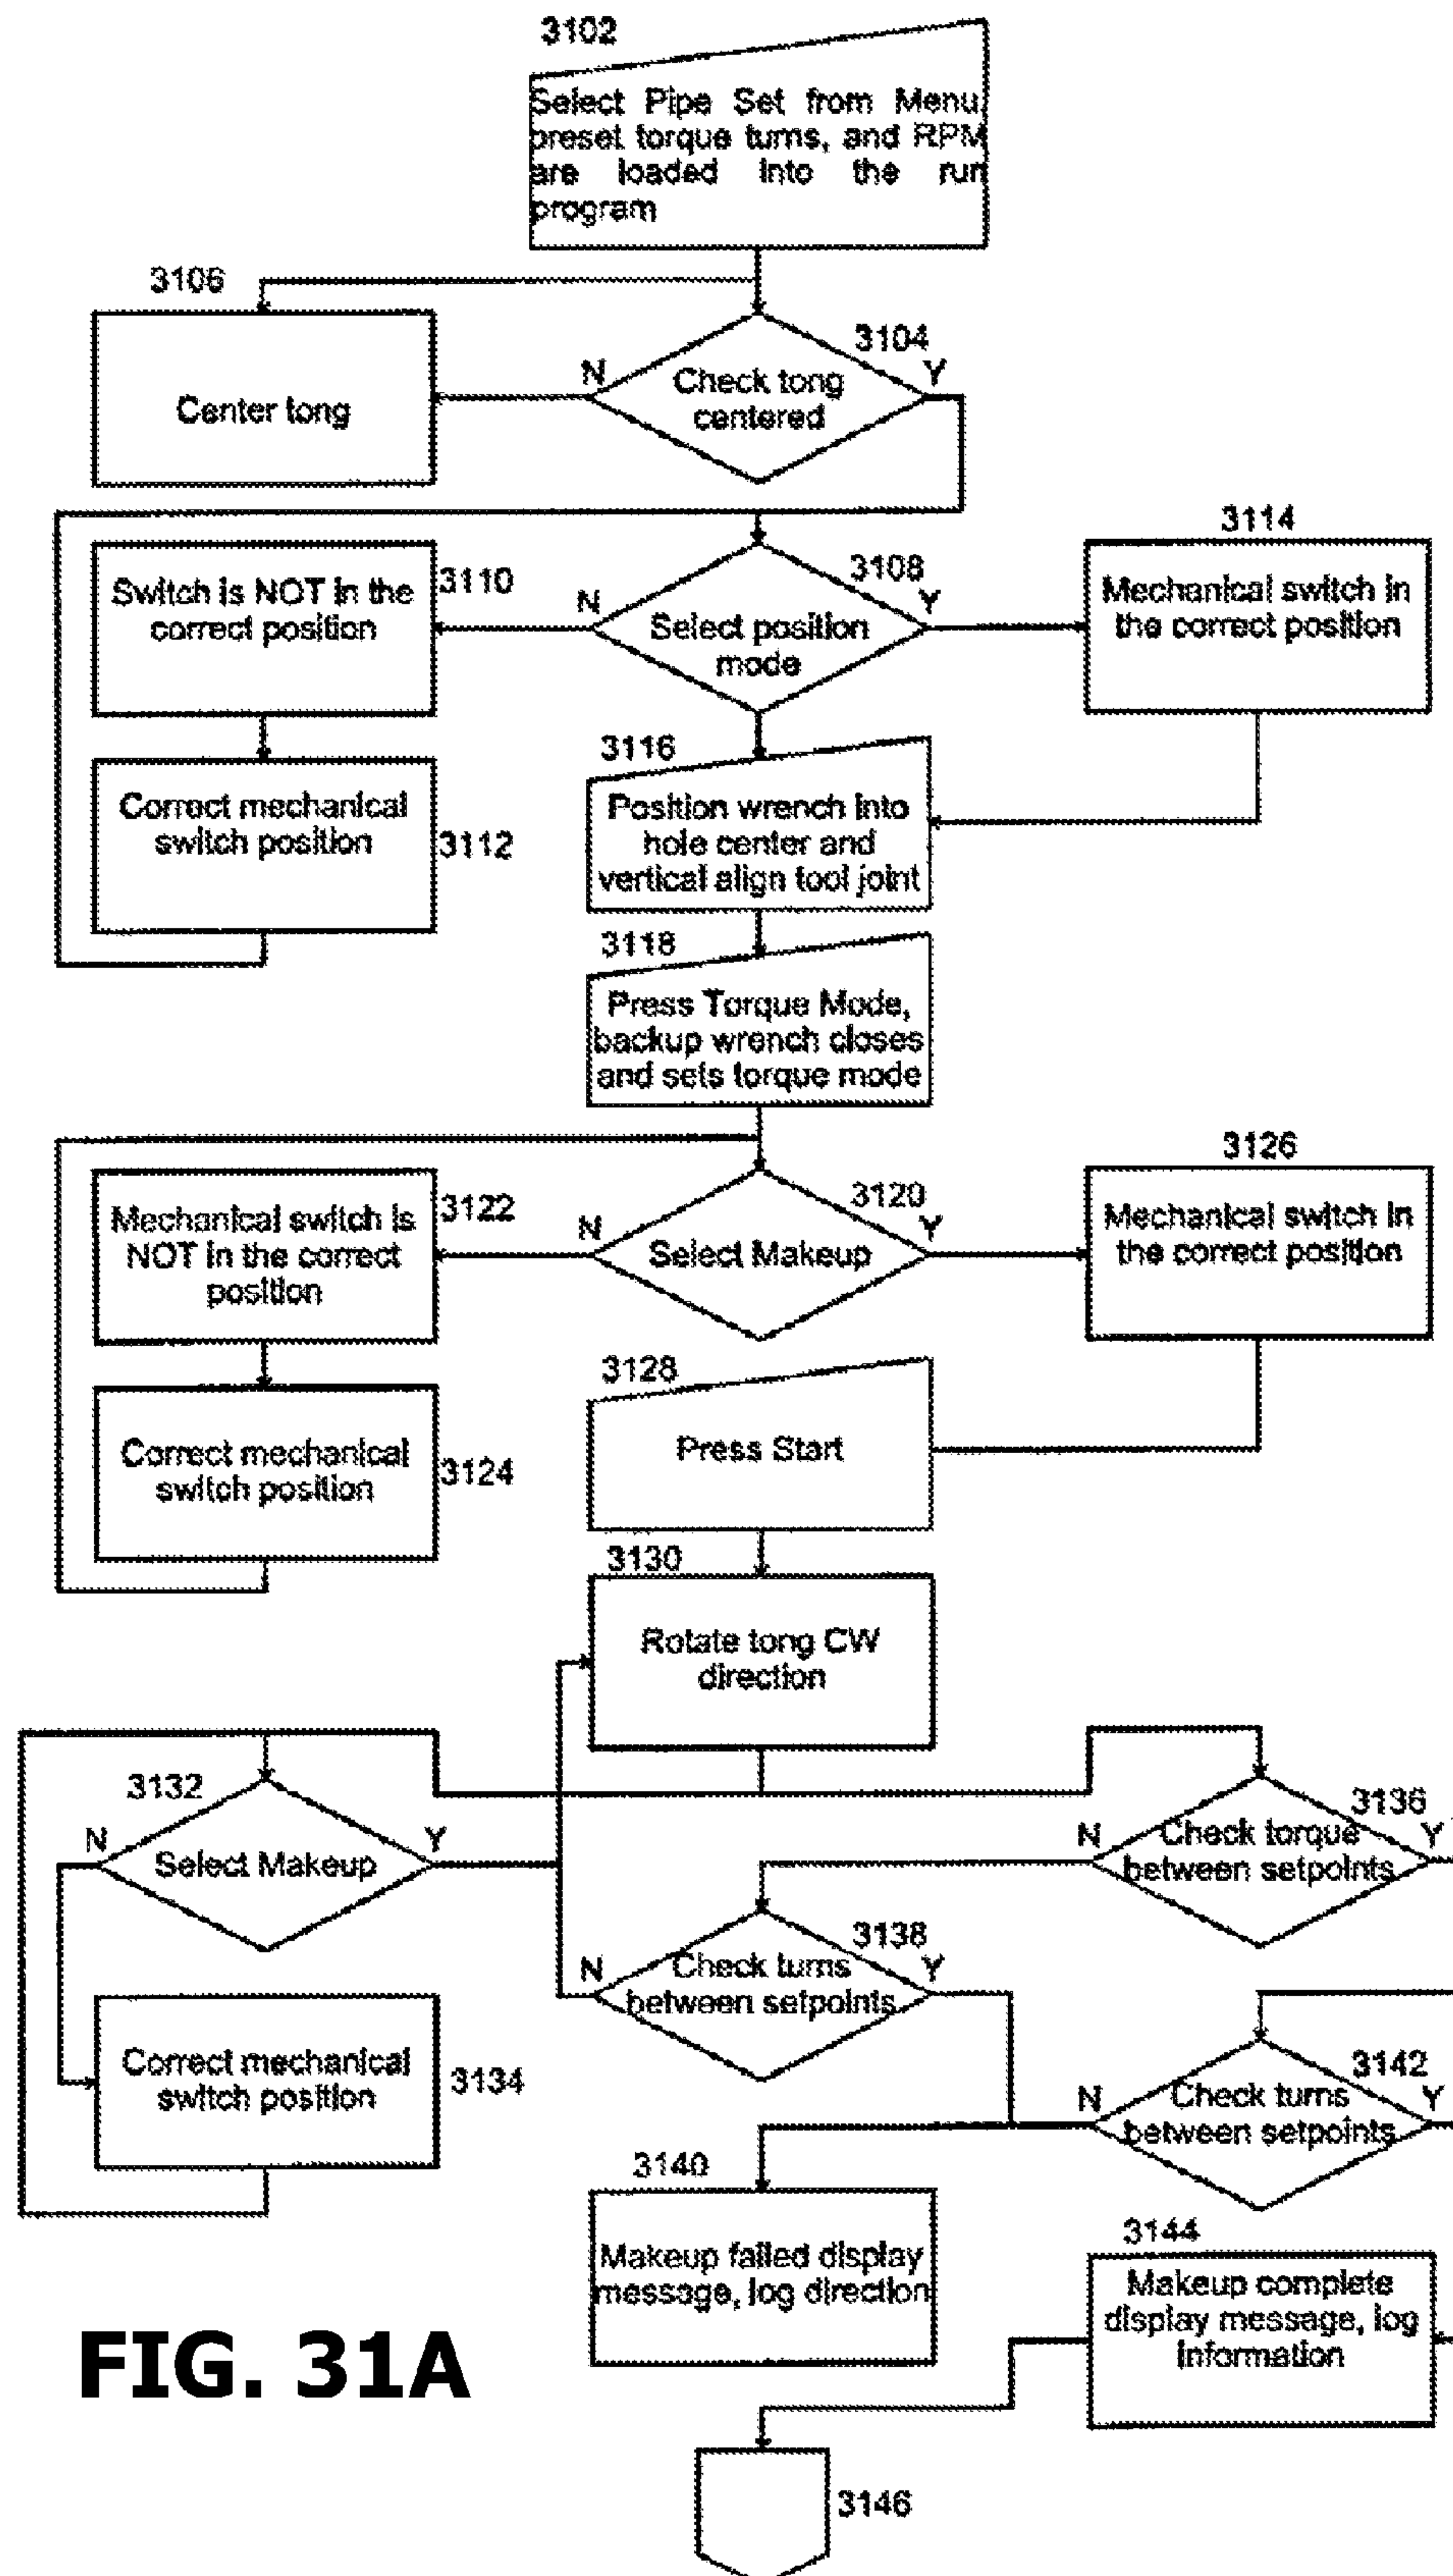 3102
Select Pipe Set from Menu,
preset torque turns, and RPM
are loaded into the run
program
3106
Center tong
3104
N
Y
Check tong
centered
3110
Switch is NOT in the
correct position
3108
N
Y
Select position
mode
3114
Mechanical switch in
the correct position
Correct mechanical
switch position
3112
3116
Position wrench into
hole center and
vertical align tool joint
3118
Press Torque Mode,
backup wrench closes
and sets torque mode
3122
Mechanical switch is
NOT in the correct
position
3120
N
Y
Select Makeup
3126
Mechanical switch in
the correct position
Correct mechanical
switch position
3124
3128
Press Start
3130
Rotate tong CW
direction
3132
N
Y
Select Makeup
3136
N
Y
Check torque
between setpoints
3138
N
Y
Check turns
between setpoints
Correct mechanical
switch position
3134
3142
N
Y
Check turns
between setpoints
3140
Makeup failed display
message, log direction
3144
Makeup complete
display message, log
information
FIG. 31A
3146